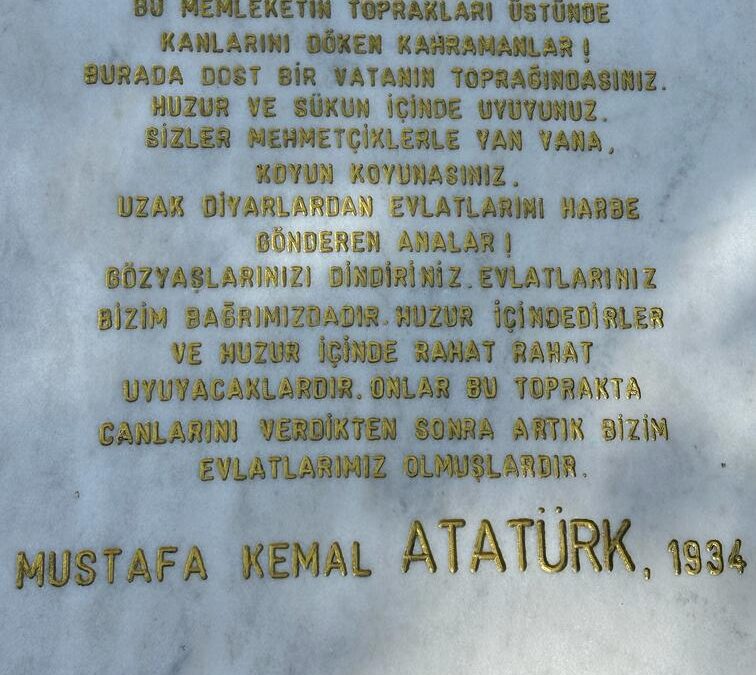 BU MEMLEKETİN TOPRAKLARI ÜSTÜNDE
KANLARINI DÖKEN KAHRAMANLAR!
BURADA DOST BİR VATANIN TOPRAĞINDASINIZ.
HUZUR VE SÜKUN İÇİNDE UYUYUNUZ.
SİZLER MEHMETÇİKLERLE YAN YANA,
KOYUN KOYUNASINIZ.
UZAK DİYARLARDAN EVLATLARINI HARBE
GÖNDEREN ANALAR!
GÖZYAŞLARINIZI DİNDİRİNİZ. EVLATLARINIZ
BİZİM BAĞRIMIZDADIR. HUZUR İÇİNDEDİRLER
VE HUZUR İÇİNDE RAHAT RAHAT
UYUYACAKLARDIR. ONLAR BU TOPRAKTA
CANLARINI VERDİKTEN SONRA ARTIK BİZİM
EVLATLARIMIZ OLMUŞLARDIR.
MUSTAFA KEMAL ATATÜRK, 1934